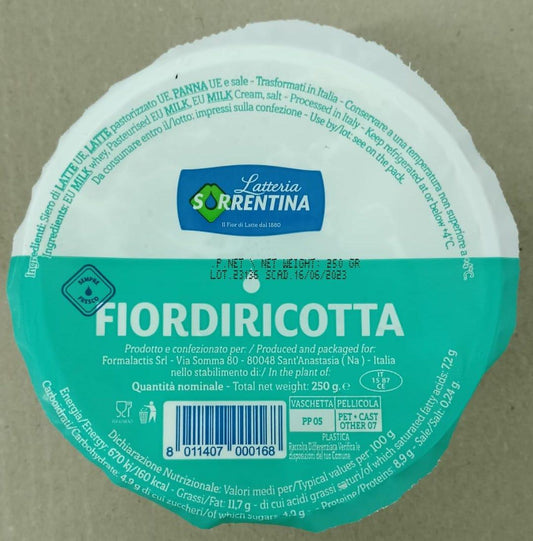 Ingredienti: Siero di LATTE UE, LATTE pastorizzato UE, PANNA UE e sale - Trasformati in Italia - Conservare a una temperatura non superiore a +4°C.
Ingredients: EU MILK whey, Pasteurised EU MILK, EU MILK Cream, salt - Processed in Italy - Keep refrigerated at or below +4°C.
Da consumare entro il/lotto: impressi sulla confezione - Use by/lot: see on the pack.
Latteria
SORRENTINA
Il Fior di Latte dal 1880
.F.NET \ NET WEIGHT: 250 GR
LOT.23136 SCAD.16/06/2023
SEMPRE
FRESCO
FIORDIRICOTTA
Prodotto e confezionato per: / Produced and packaged for:
Formalactis Srl - Via Somma 80 - 80048 Sant'Anastasia ( Na ) - Italia
nello stabilimento di:/ In the plant of:
Quantità nominale - Total net weight: 250 g. e
IT
15 87
CE
VASCHETTA
PELLICOLA
PP 05
PET + CAST
OTHER 07
PLASTICA
Raccolta Differenziata Verifica le
disposizioni del tuo Comune
8 011407 000168
Dichiarazione Nutrizionale: Valori medi per/Typical values per 100 g
Energia/Energy: 670 kj/160 kcal - Grassi/Fat: 11,7 g - di cui acidi grassi saturi/of which saturated fatty acids: 7,2 g
Carboidrati/Carbohydrate: 4,9 g di cui zuccheri/of which sugars: 4,9 g - Proteine/Proteins: 8,9 g - Sale/Salt: 0,24 g.